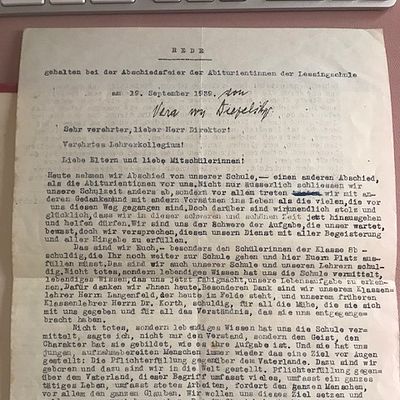 R E D E
gehalten bei der Abschiedsfeier der Abiturientinnen der Lessingschule
am 19. September 1939. von
Vera von
Sehr verehrter, lieber Herr Direktor!
Verehrtes Lehrerkollegium!
Liebe Eltern und liebe Mitschülerinnen!
Heute nehmen wir Abschied von unserer Schule,— einen anderen Abschied,
als die Abiturientinnen vor uns. Nicht nur äusserlich schliessen wir
unsere Schulzeit anders ab, sondern vor allem treten wir mit an-
deren Gedanken und mit anderen Vorsätzen ins Leben als die vielen, die vor
uns diesen Weg gegangen sind. Doch darüber sind wir unendlich stolz und
glücklich, dass wir in dieser schweren und schönen Zeit jetzt hinausgehen
und helfen dürfen. Wir sind uns der Schwere der Aufgabe, die unser wartet,
bewusst, doch wir versprechen, diesen unseren Dienst mit aller Begeisterung
und aller Hingabe zu erfüllen.
Das sind wir Euch,— besonders den Schülerinnen der Klasse 8b —
schuldig, die Ihr noch weiter zur Schule gehen und hier Euern Platz aus-
füllen müsst. Das sind wir auch unserer Schule und unseren Lehrern schul-
dig. Nicht totes, sondern lebendiges Wissen hat uns die Schule vermittelt,
lebendiges Wissen, das uns jetzt fähig macht, unsere Lebensaufgabe zu erken-
nen. Dafür danken wir Ihnen heute. Besonderen Dank sind wir unserem Klassen-
lehrer Herrn Langenfeld, der heute im Felde steht, und unserem früheren
Klassenlehrer Herrn Dr. Korth, schuldig, für all die Mühe, die sie sich
mit uns gegeben und für all das Verständnis, das sie uns entgegenge-
bracht haben.
Nicht totes, sondern lebendiges Wissen hat uns die Schule ver-
mittelt, sagte ich, nicht nur den Verstand, sondern den Geist, den
Charakter hat sie gebildet, wie es ihre Aufgabe ist. Und sie hat uns
jungen, aufnahmebereiten Menschen immer wieder das eine Ziel vor Augen
gestellt: Die Pflichterfüllung gegenüber dem Vaterlande. Dazu sind wir
geboren und dazu sind wir in die Welt gestellt. Pflichterfüllung gegen-
über dem Vaterland, dieser Begriff umfasst vieles, umfasst ein ganzes
tätiges Leben, umfasst stetes Arbeiten, fordert den ganzen Menschen,
vor allem den ganzen Glauben. Wir wollen uns dieses Ziel setzen und